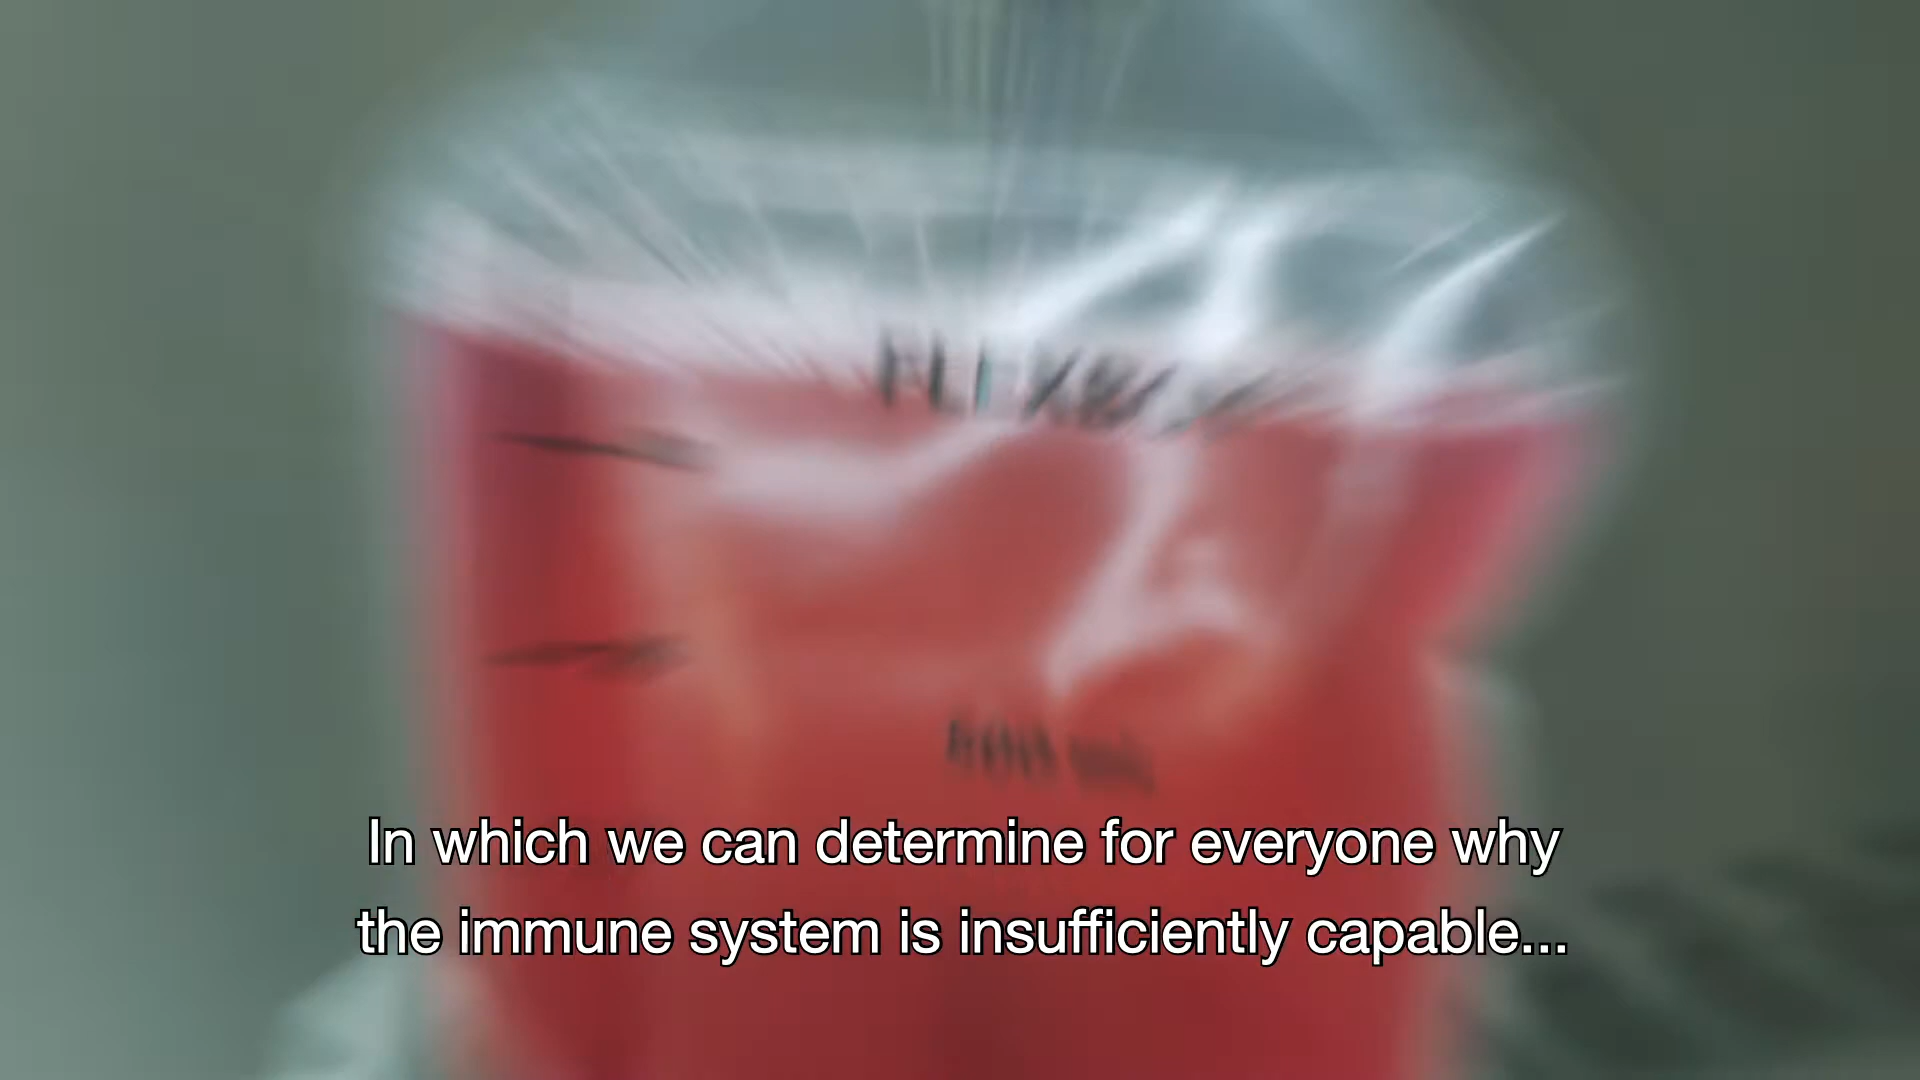 In which we can determine for everyone why
the immune system is insufficiently capable...